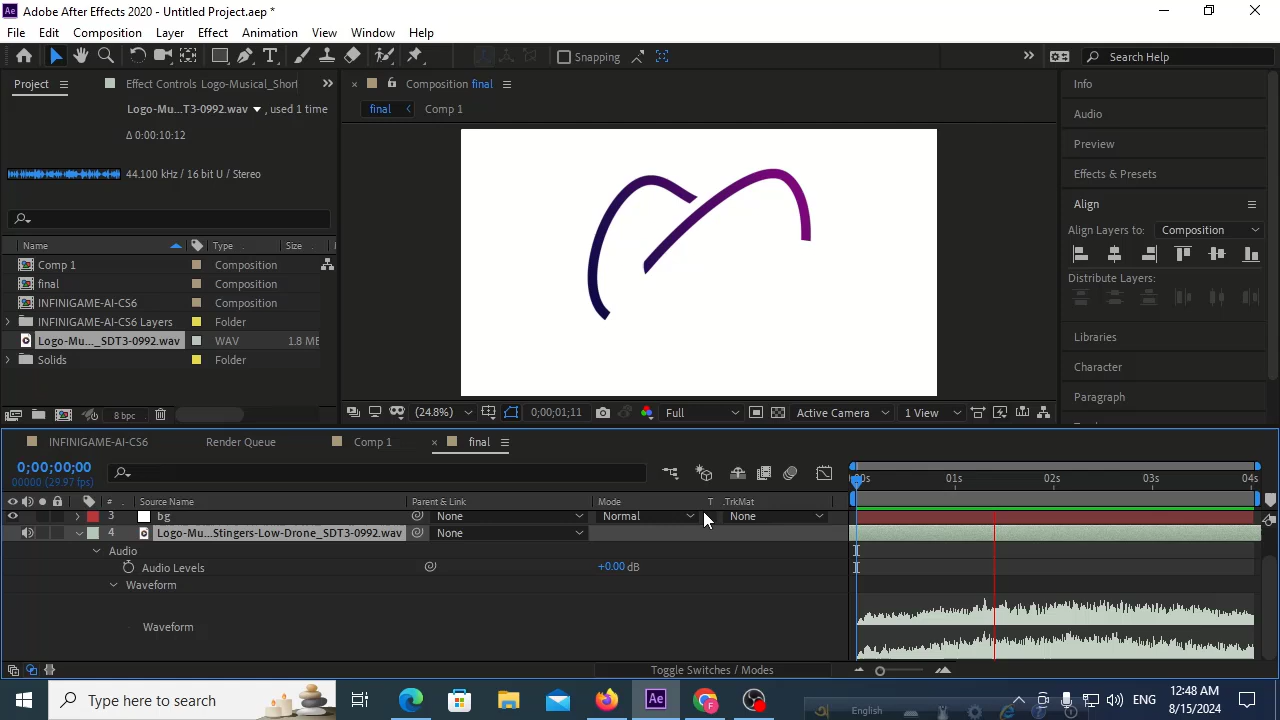 Adobe After Effects 2020 - Untitled Project.aep *
File Edit Composition Layer Effect Animation View Window Help
Snapping
Search Help
Project
Effect Controls Logo-Musical_Short
Composition final
Info
Logo-Mu...T3-0992.wav , used 1 time
final
Comp 1
Audio
Δ 0:00:10:12
Preview
44.100 kHz / 16 bit U / Stereo
Effects & Presets
Align
Align Layers to: Composition
Name Type Size
Comp 1 Composition
final Composition
Distribute Layers:
INFINIGAME-AI-CS6 Composition
INFINIGAME-AI-CS6 Layers Folder
Logo-Mu..._SDT3-0992.wav WAV 1.8 ME
Libraries
Solids Folder
Character
Paragraph
8 bpc
(24.8%) 0;00;01;11 Full Active Camera 1 View
INFINIGAME-AI-CS6 Render Queue Comp 1 final
0;00;00;00
00000 (29.97 fps)
01s 02s 03s 04s
# Source Name Parent & Link Mode T .TrkMat
3 bg None Normal None
4 Logo-Mu...Stingers-Low-Drone_SDT3-0992.wav None
Audio
Audio Levels +0.00 dB
Waveform
Waveform
Toggle Switches / Modes
Type here to search
Ae
ENG
12:48 AM
8/15/2024
English